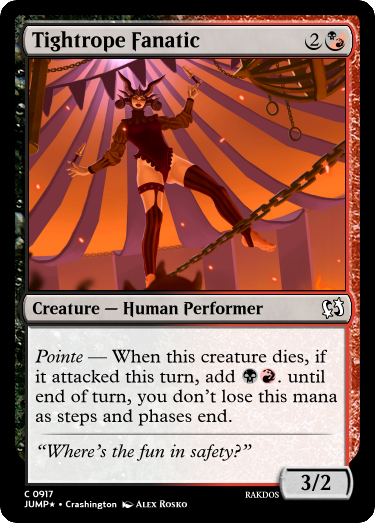 Tightrope Fanatic 2
Creature — Human Performer
Pointe — When this creature dies, if
it attacked this turn, add . until
end of turn, you don't lose this mana
as steps and phases end.
"Where's the fun in safety?"
3/2
C 0917
JUMP★ • Crashington Alex Rosko
RAKDOS